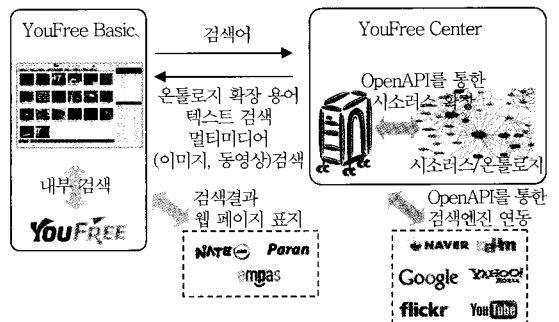 YouFree Basic
검색어
온톨로지 확장 용어
텍스트 검색
멀티미디어
(이미지, 동영상)검색
내부 검색
YOUFREE
YouFree Center
OpenAPI를 통한
시소러스 확장
시소러스/온톨로지
검색결과
웹 페이지 표지
NATE Paran
empas
OpenAPI를 통한
검색엔진 연동
NAVER
Google YAHOO!
flickr YouTube